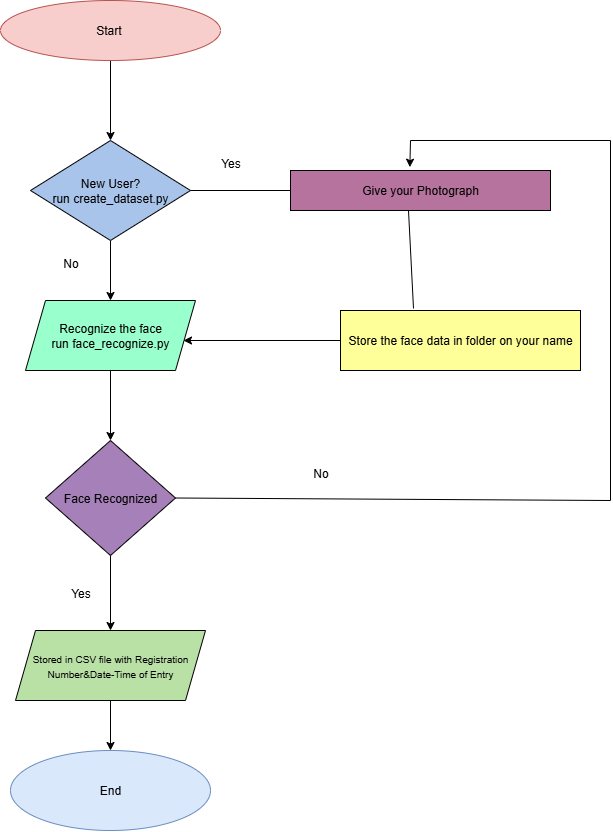 Start
New User?
run create_dataset.py
Yes
Give your Photograph
No
Recognize the face
run face_recognize.py
Store the face data in folder on your name
Face Recognized
No
Yes
Stored in CSV file with Registration
Number&Date-Time of Entry
End